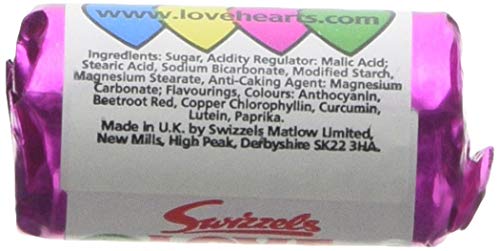 www.lovehearts.com
Ingredients: Sugar, Acidity Regulator: Malic Acid;
Stearic Acid, Sodium Bicarbonate, Modified Starch,
Magnesium Stearate, Anti-Caking Agent: Magnesium
Carbonate; Flavourings, Colours: Anthocyanin,
Beetroot Red, Copper Chlorophyllin, Curcumin,
Lutein, Paprika.
Made in U.K. by Swizzels Matlow Limited,
New Mills, High Peak, Derbyshire SK22 3HA.
Swizzels